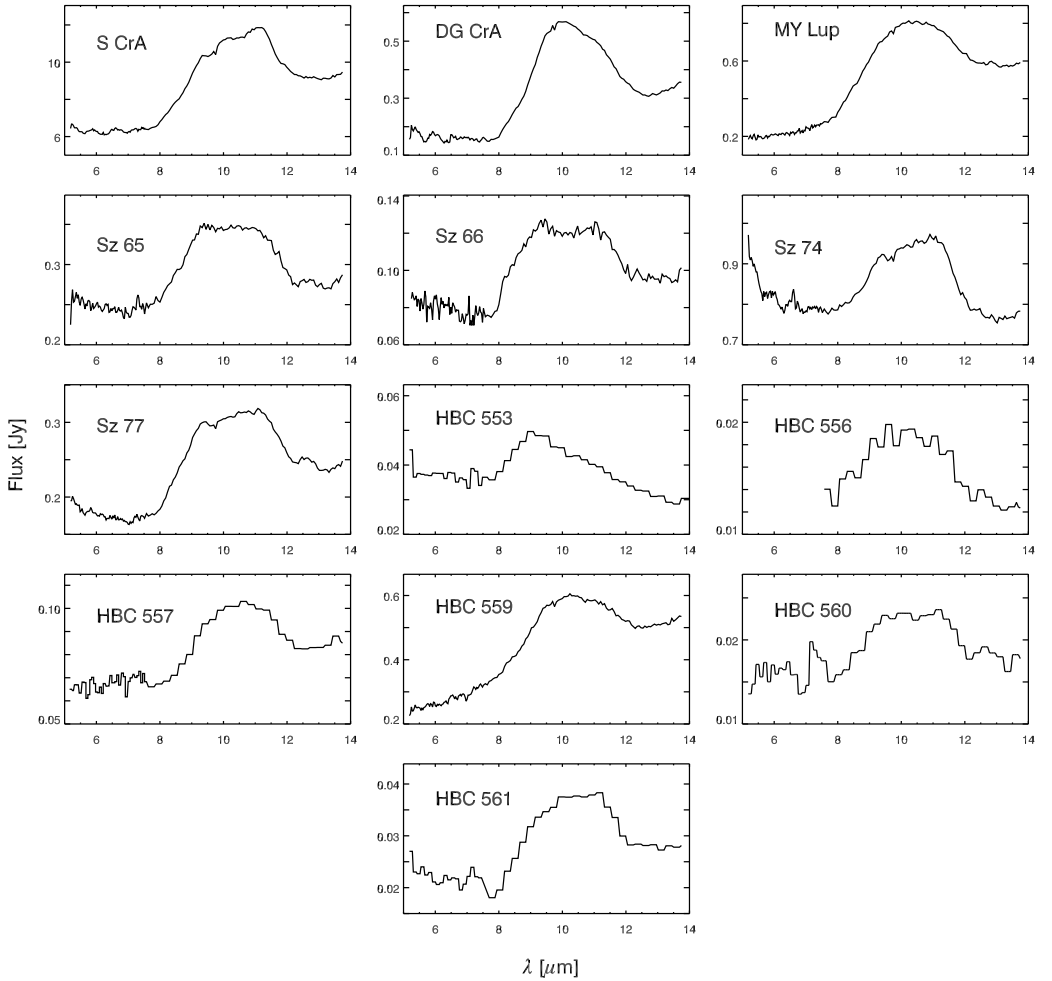 S CrA
10
6
6 8 10 12 14
DG CrA
0.5
0.3
0.1
6 8 10 12 14
MY Lup
0.6
0.2
6 8 10 12 14
Sz 65
0.3
0.2
6 8 10 12 14
Sz 66
0.14
0.10
0.06
6 8 10 12 14
Sz 74
0.9
0.7
6 8 10 12 14
Flux [Jy]
Sz 77
0.3
0.2
6 8 10 12 14
HBC 553
0.06
0.04
0.02
6 8 10 12 14
HBC 556
0.02
0.01
6 8 10 12 14
HBC 557
0.10
0.05
6 8 10 12 14
HBC 559
0.6
0.4
0.2
6 8 10 12 14
HBC 560
0.02
0.01
6 8 10 12 14
HBC 561
0.04
0.03
0.02
6 8 10 12 14
λ [μm]